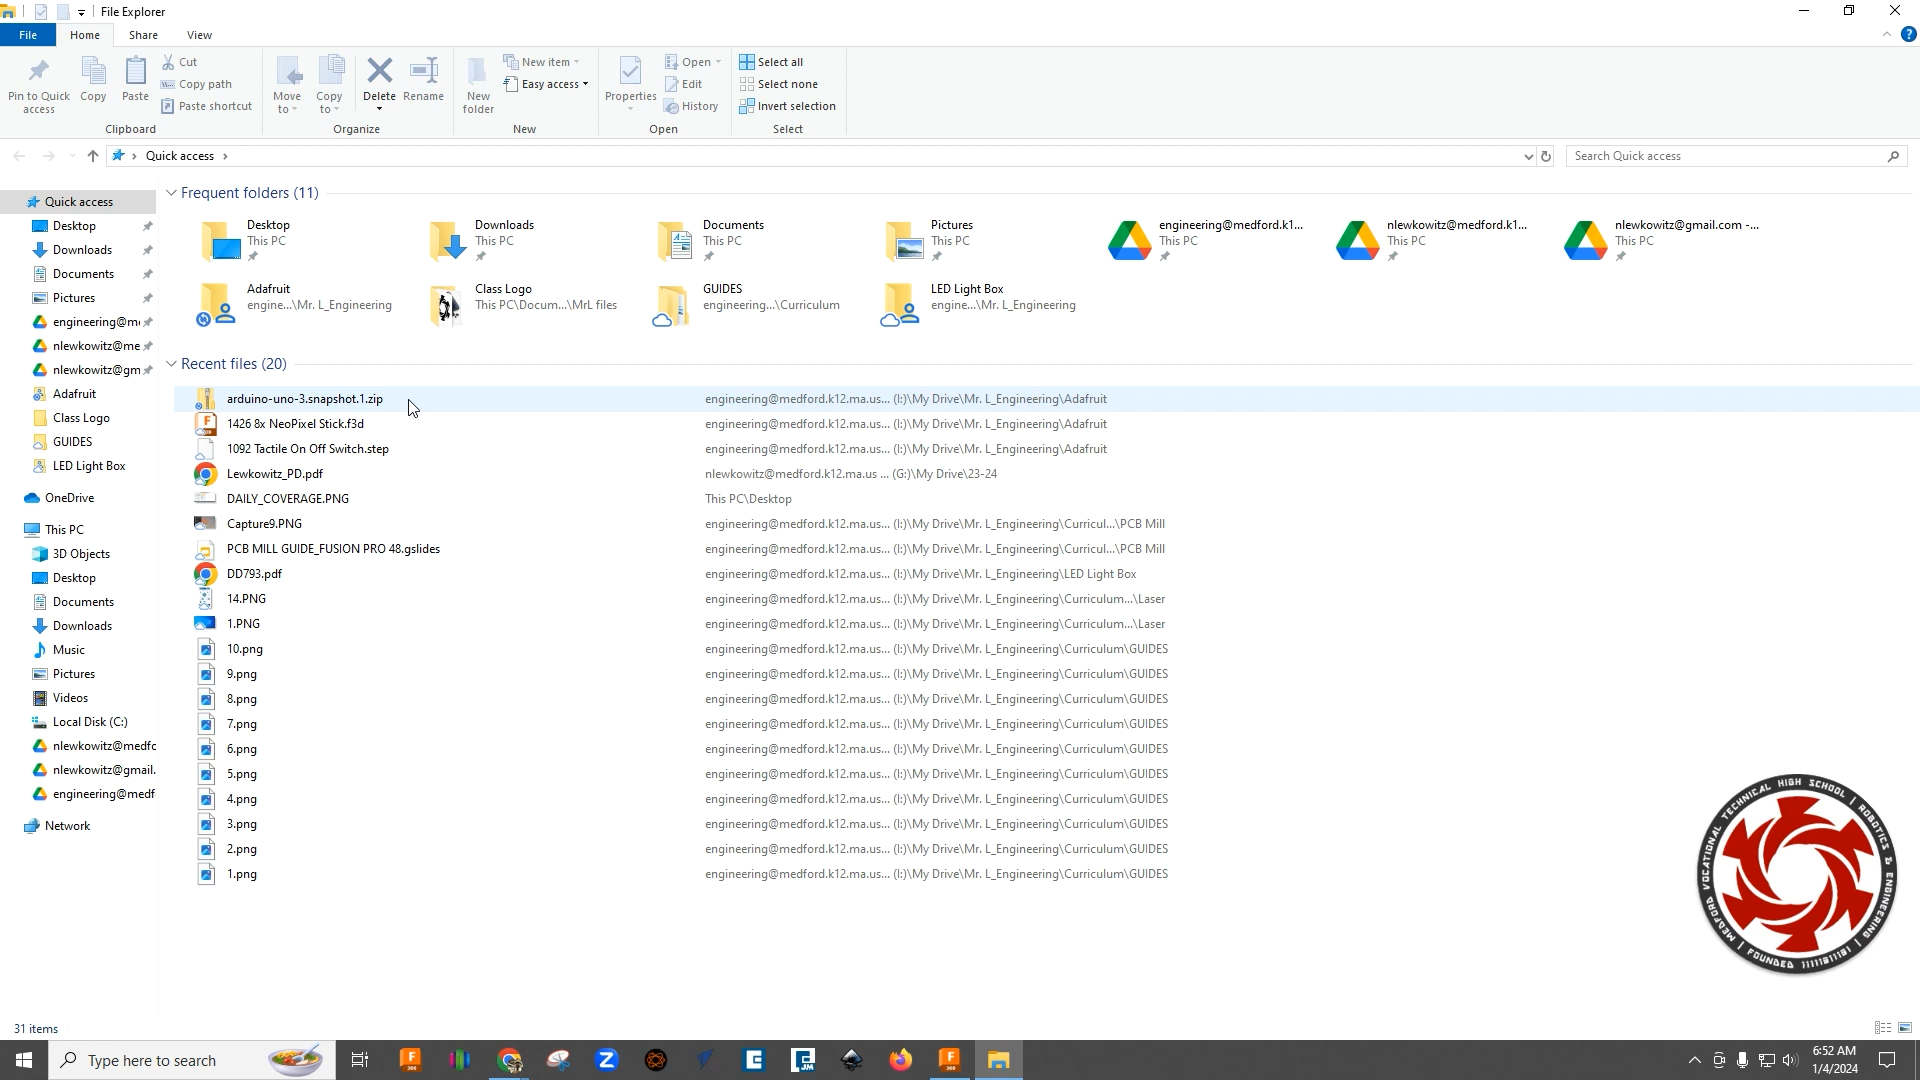 File Explorer
File
Home
Share
View
Pin to Quick access
Copy
Paste
Cut
Copy path
Paste shortcut
Clipboard
Move to
Copy to
Delete
Rename
Organize
New folder
New item
Easy access
New
Properties
Open
Edit
History
Open
Select all
Select none
Invert selection
Select
Quick access
Search Quick access
Quick access
Desktop
Downloads
Documents
Pictures
engineering@m
nlewkowitz@me
nlewkowitz@gm
Adafruit
Class Logo
GUIDES
LED Light Box
OneDrive
This PC
3D Objects
Desktop
Documents
Downloads
Music
Pictures
Videos
Local Disk (C:)
nlewkowitz@medfc
nlewkowitz@gmail.
engineering@medf
Network
Frequent folders (11)
Desktop
This PC
Downloads
This PC
Documents
This PC
Pictures
This PC
engineering@medford.k1...
This PC
nlewkowitz@medford.k1...
This PC
nlewkowitz@gmail.com -...
This PC
Adafruit
engine...\Mr. L_Engineering
Class Logo
This PC\Docum...\MrL files
GUIDES
engineering...\Curriculum
LED Light Box
engine...\Mr. L_Engineering
Recent files (20)
arduino-uno-3.snapshot.1.zip engineering@medford.k12.ma.us... (I:)\My Drive\Mr. L_Engineering\Adafruit
1426 8x NeoPixel Stick.f3d engineering@medford.k12.ma.us... (I:)\My Drive\Mr. L_Engineering\Adafruit
1092 Tactile On Off Switch.step engineering@medford.k12.ma.us... (I:)\My Drive\Mr. L_Engineering\Adafruit
Lewkowitz_PD.pdf nlewkowitz@medford.k12.ma.us ... (G:)\My Drive\23-24
DAILY_COVERAGE.PNG This PC\Desktop
Capture9.PNG engineering@medford.k12.ma.us... (I:)\My Drive\Mr. L_Engineering\Curricul...\PCB Mill
PCB MILL GUIDE_FUSION PRO 48.gslides engineering@medford.k12.ma.us... (I:)\My Drive\Mr. L_Engineering\Curricul...\PCB Mill
DD793.pdf engineering@medford.k12.ma.us... (I:)\My Drive\Mr. L_Engineering\LED Light Box
14.PNG engineering@medford.k12.ma.us... (I:)\My Drive\Mr. L_Engineering\Curriculum...\Laser
1.PNG engineering@medford.k12.ma.us... (I:)\My Drive\Mr. L_Engineering\Curriculum...\Laser
10.png engineering@medford.k12.ma.us... (I:)\My Drive\Mr. L_Engineering\Curriculum\GUIDES
9.png engineering@medford.k12.ma.us... (I:)\My Drive\Mr. L_Engineering\Curriculum\GUIDES
8.png engineering@medford.k12.ma.us... (I:)\My Drive\Mr. L_Engineering\Curriculum\GUIDES
7.png engineering@medford.k12.ma.us... (I:)\My Drive\Mr. L_Engineering\Curriculum\GUIDES
6.png engineering@medford.k12.ma.us... (I:)\My Drive\Mr. L_Engineering\Curriculum\GUIDES
5.png engineering@medford.k12.ma.us... (I:)\My Drive\Mr. L_Engineering\Curriculum\GUIDES
4.png engineering@medford.k12.ma.us... (I:)\My Drive\Mr. L_Engineering\Curriculum\GUIDES
3.png engineering@medford.k12.ma.us... (I:)\My Drive\Mr. L_Engineering\Curriculum\GUIDES
2.png engineering@medford.k12.ma.us... (I:)\My Drive\Mr. L_Engineering\Curriculum\GUIDES
1.png engineering@medford.k12.ma.us... (I:)\My Drive\Mr. L_Engineering\Curriculum\GUIDES
MEDFORD VOCATIONAL TECHNICAL HIGH SCHOOL | ROBOTICS & ENGINEERING | FOUNDED 11111011111 |
31 items
Type here to search
6:52 AM
1/4/2024